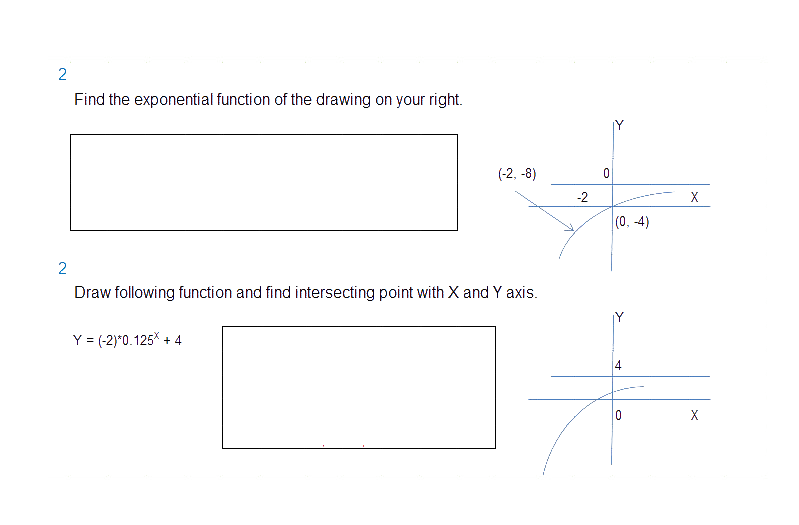 2
Find the exponential function of the drawing on your right.
Y
(-2, -8)
0
-2
X
(0, -4)
2
Draw following function and find intersecting point with X and Y axis.
Y
Y = (-2)*0.125^X + 4
4
0
X